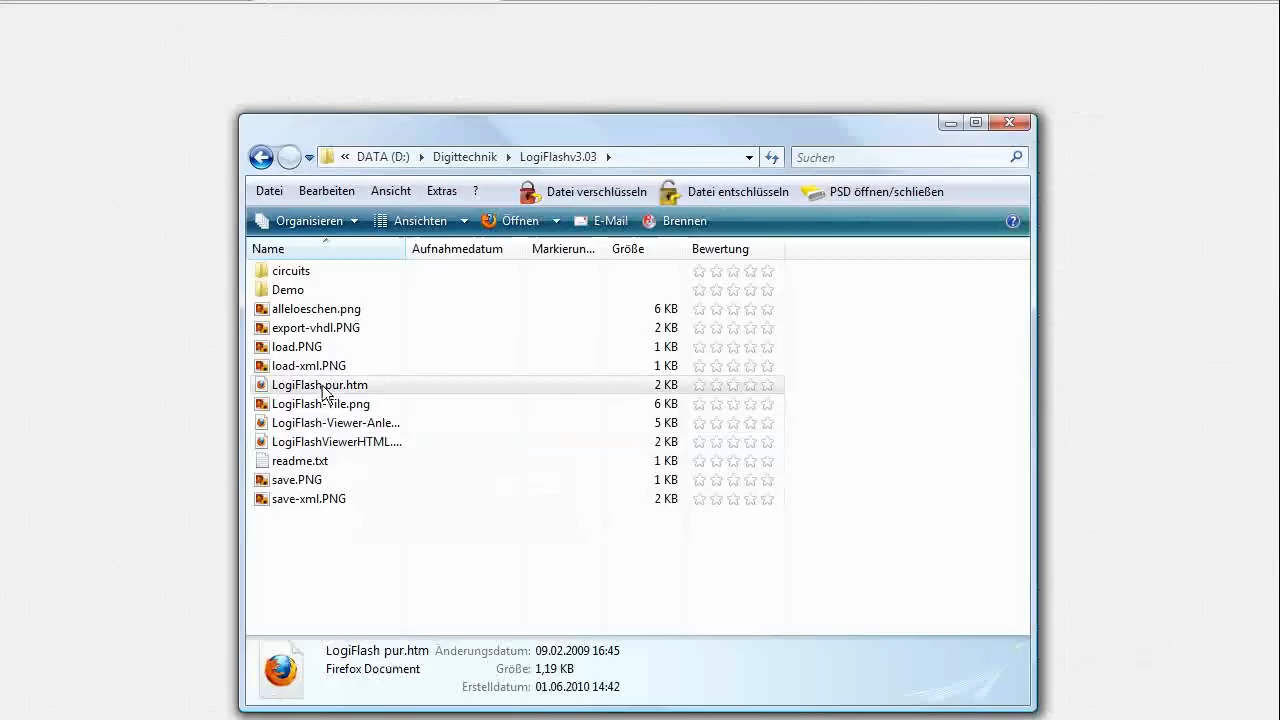 « DATA (D:) Digittechnik LogiFlashv3.03 Suchen
Datei Bearbeiten Ansicht Extras ? Datei verschlüsseln Datei entschlüsseln PSD öffnen/schließen
Organisieren Ansichten Öffnen E-Mail Brennen
Name Aufnahmedatum Markierun... Größe Bewertung
circuits
Demo
alleloeschen.png 6 KB
export-vhdl.PNG 2 KB
load.PNG 1 KB
load-xml.PNG 1 KB
LogiFlash pur.htm 2 KB
6 KB
LogiFlash-Viewer-Anle... 5 KB
LogiFlashViewerHTML.... 2 KB
readme.txt 1 KB
save.PNG 1 KB
save-xml.PNG 2 KB
LogiFlash pur.htm Änderungsdatum: 09.02.2009 16:45
Firefox Document Größe: 1,19 KB
Erstelldatum: 01.06.2010 14:42